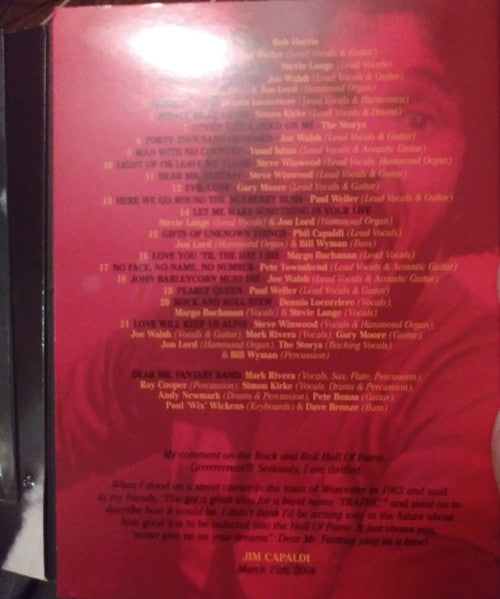 Bob Harris
Weller (Lead Vocals & Guitar)
Stevie Lange (Lead Vocals)
Joe Walsh (Lead Vocals & Guitar),
& Jon Lord (Hammond Organ)
Dennis Locorriere (Vocals & Harmonica)
Simon Kirke (Vocals & Drums)
HOLD ON ME - The Storys
8 FORTY THOUSAND HEADMEN - Joe Walsh (Lead Vocals & Guitar)
9 MAN WITH NO COUNTRY - Yusuf Islam (Vocals & Acoustic Guitar)
10 LIGHT UP OR LEAVE ME ALONE - Steve Winwood (Lead Vocals, Hammond Organ)
11 DEAR MR. FANTASY - Steve Winwood (Lead Vocals & Guitar)
12 EVIL LOVE - Gary Moore (Lead Vocals & Guitar)
13 HERE WE GO ROUND THE MULBERRY BUSH - Paul Weller (Lead Vocals & Guitar)
14 LET ME MAKE SOMETHING IN YOUR LIFE
Stevie Lange (Lead Vocals) & Jon Lord (Hammond Organ)
15 GIFTS OF UNKNOWN THINGS - Phil Capaldi (Lead Vocals),
Jon Lord (Hammond Organ) & Bill Wyman (Bass)
16 LOVE YOU 'TIL THE DAY I DIE - Margo Buchanan (Lead Vocals)
17 NO FACE, NO NAME, NO NUMBER - Pete Townshend (Lead Vocals & Acoustic Guitar)
18 JOHN BARLEYCORN MUST DIE - Joe Walsh (Lead Vocals & Acoustic Guitar)
19 PEARLY QUEEN - Paul Weller (Lead Vocals & Guitar)
20 ROCK AND ROLL STEW - Dennis Locorriere (Vocals),
Margo Buchanan (Vocals) & Stevie Lange (Vocals)
21 LOVE WILL KEEP US ALIVE - Steve Winwood (Vocals & Hammond Organ),
Joe Walsh (Vocals & Guitar), Mark Rivera (Vocals), Gary Moore (Guitar),
Jon Lord (Hammond Organ), The Storys (Backing Vocals)
& Bill Wyman (Percussion)
DEAR MR. FANTASY BAND: Mark Rivera (Vocals, Sax, Flute, Percussion),
Ray Cooper (Percussion), Simon Kirke (Vocals, Drums & Percussion),
Andy Newmark (Drums & Percussion), Pete Bonas (Guitar),
Paul 'Wix' Wickens (Keyboards) & Dave Bronze (Bass)
My comment on the Rock and Roll Hall Of Fame...
Grrrrrrreat!!! Seriously, I am thrilled.
When I stood on a street corner in the town of Worcester in 1965 and said
to my friends, "I've got a great idea for a band name 'TRAFFIC'" and went on to
describe how it would be, I didn't think I'd be writing way in the future about
how good it is to be inducted into the Hall Of Fame. It just shows you,
"Never give up on your dreams." Dear Mr. Fantasy play us a tune!
JIM CAPALDI
March 15th, 2004